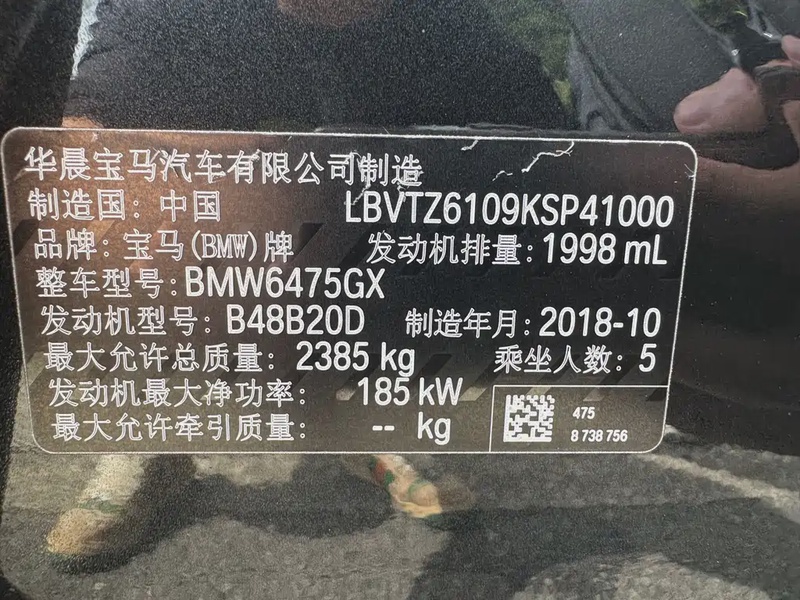 华晨宝马汽车有限公司制造
制造国：中国 LBVTZ6109KSP41000
品牌：宝马(BMW)牌 发动机排量：1998 mL
整车型号：BMW6475GX
发动机型号：B48B20D 制造年月：2018-10
最大允许总质量：2385 kg 乘坐人数：5
发动机最大净功率：185 kW
最大允许牵引质量：-- kg
475
8 738 756